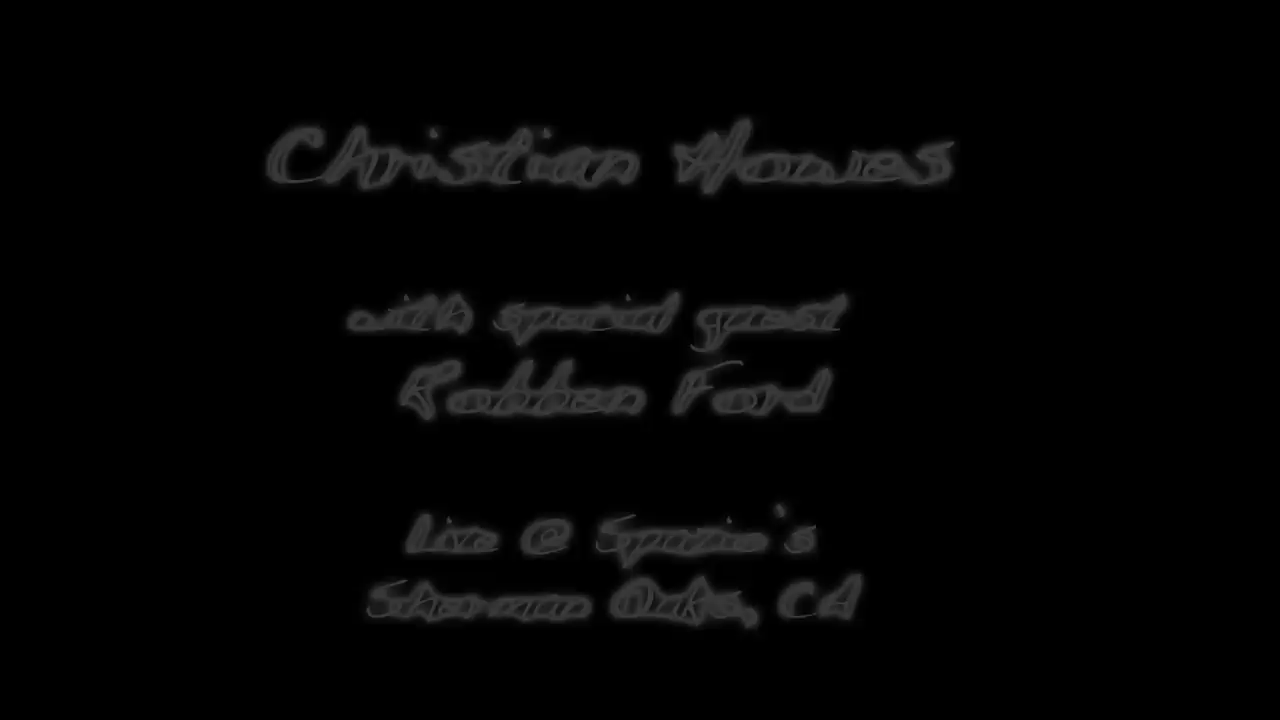 Christian Howes
with special guest
Robben Ford
Live @ Spazio's
Sherman Oaks, CA